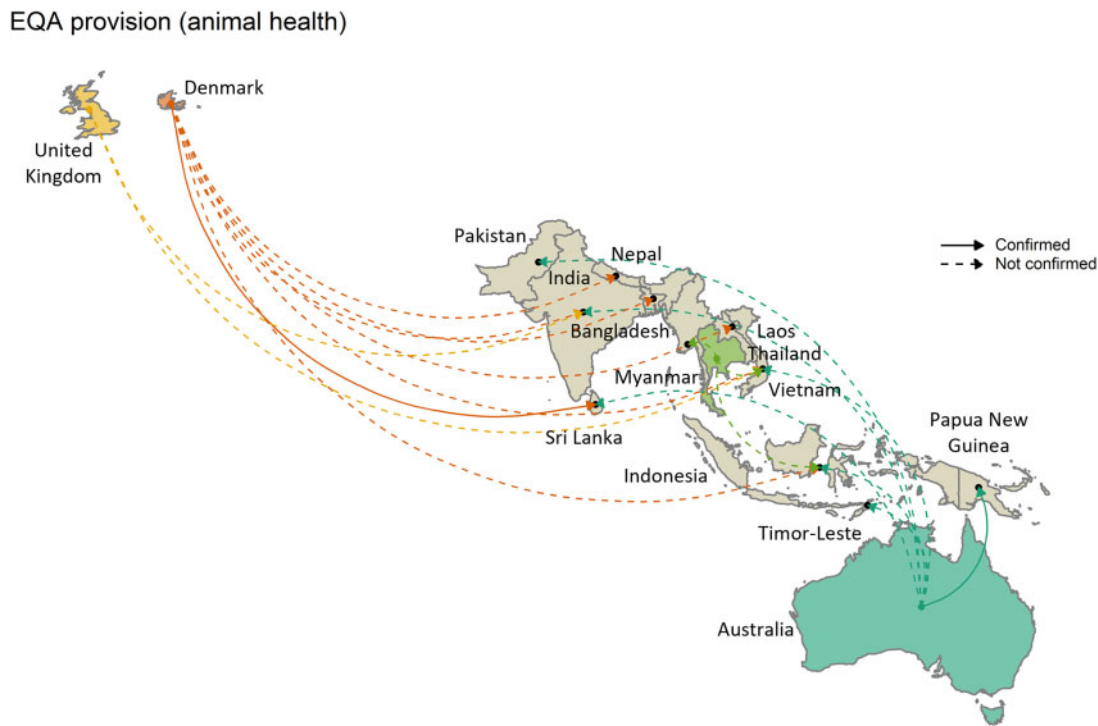 EQA provision (animal health)
Denmark
United
Kingdom
Pakistan
Nepal
India
Confirmed
Not confirmed
Bangladesh
Laos
Thailand
Myanmar
Vietnam
Sri Lanka
Papua New
Guinea
Indonesia
Timor-Leste
Australia